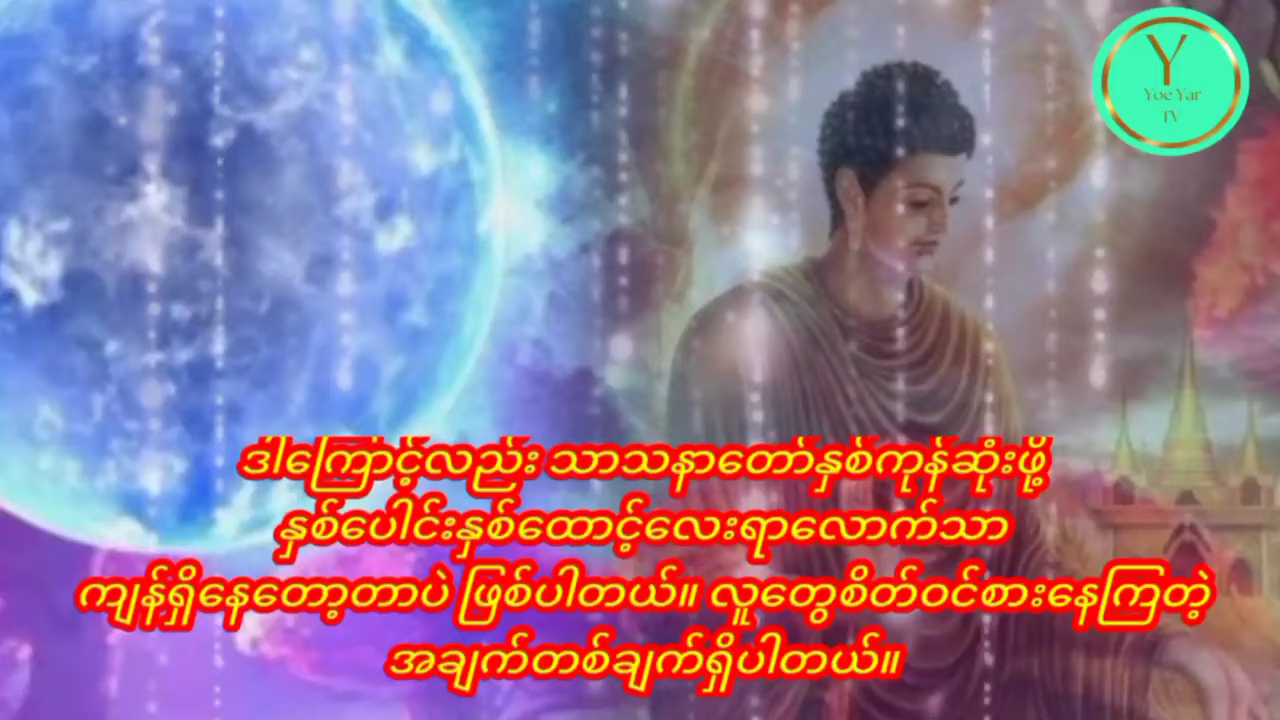 Y
Yoe Yar
TV
ဒါကြောင့်လည်း သာသနာတော်နှစ်ကုန်ဆုံးဖို့
နှစ်ပေါင်းနှစ်ထောင့်လေးရာလောက်သာ
ကျန်ရှိနေတော့တာပဲ ဖြစ်ပါတယ်။ လူတွေစိတ်ဝင်စားနေကြတဲ့
အချက်တစ်ချက်ရှိပါတယ်။